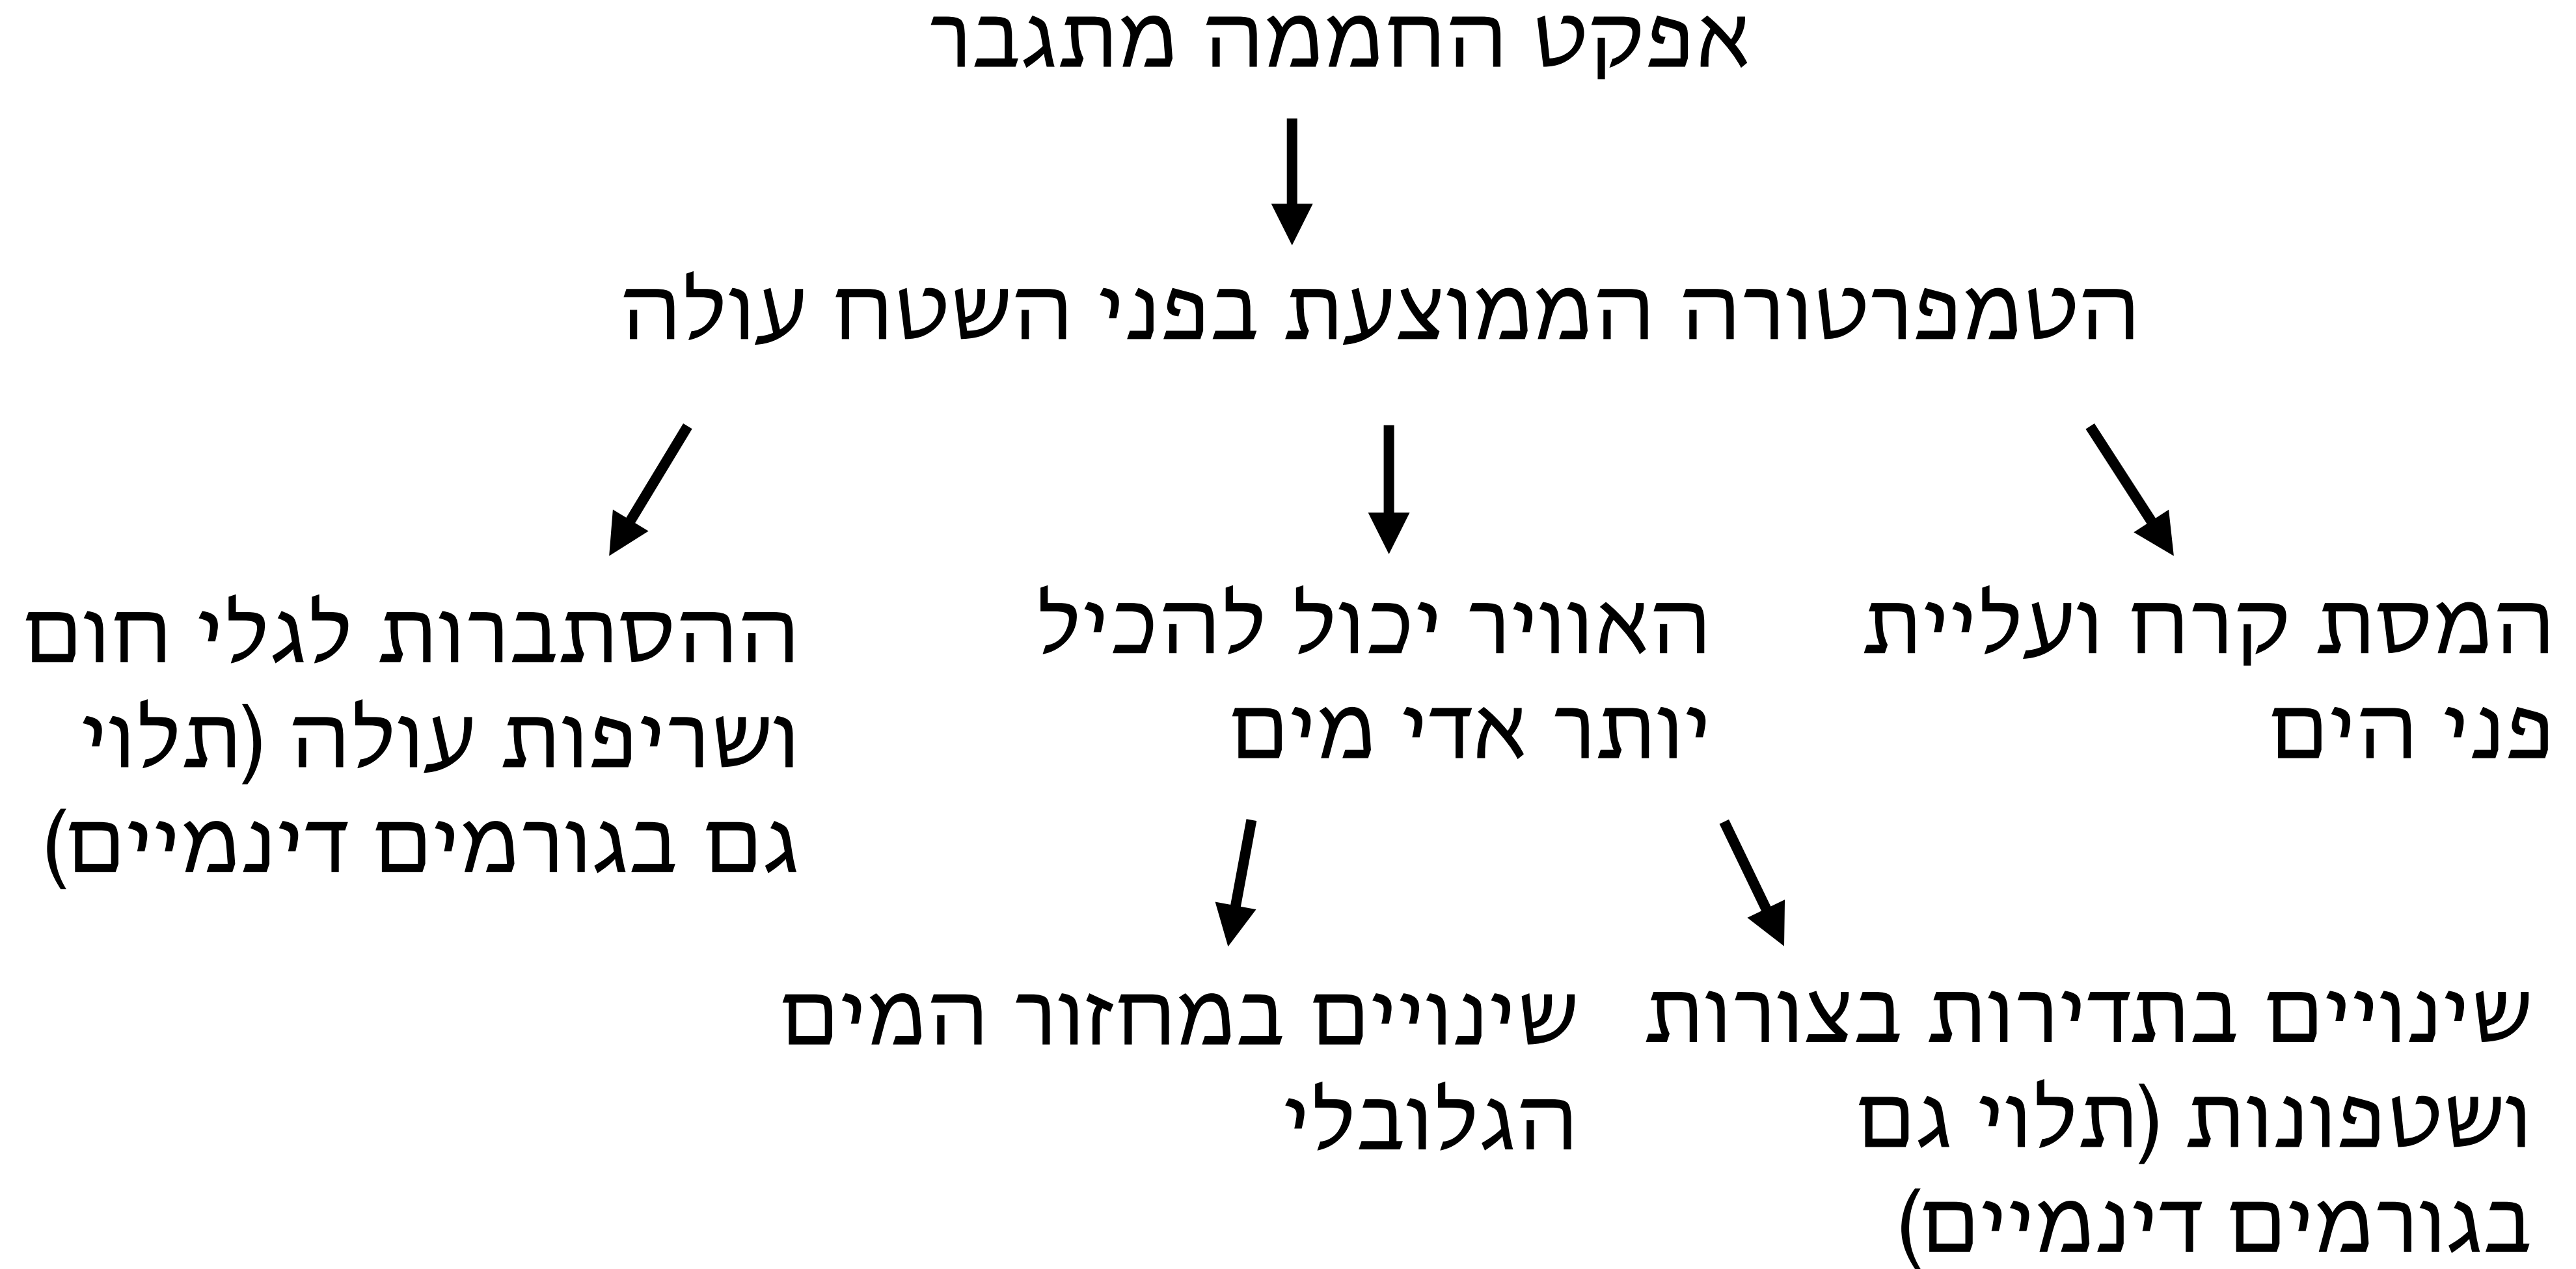 אפקט החממה מתגבר
הטמפרטורה הממוצעת בפני השטח עולה
המסת קרח ועליית
פני הים
האוויר יכול להכיל
יותר אדי מים
ההסתברות לגלי חום
ושריפות עולה (תלוי
גם בגורמים דינמיים)
שינויים בתדירות בצורות
ושטפונות (תלוי גם
בגורמים דינמיים)
שינויים במחזור המים
הגלובלי